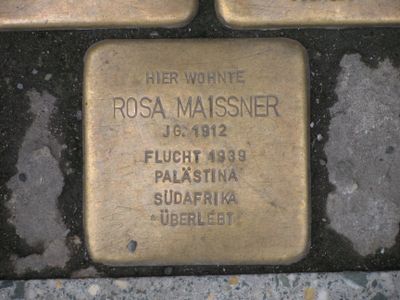 HIER WOHNTE
ROSA MAISSNER
JG. 1912
FLUCHT 1939
PALÄSTINA
SÜDAFRIKA
ÜBERLEBT